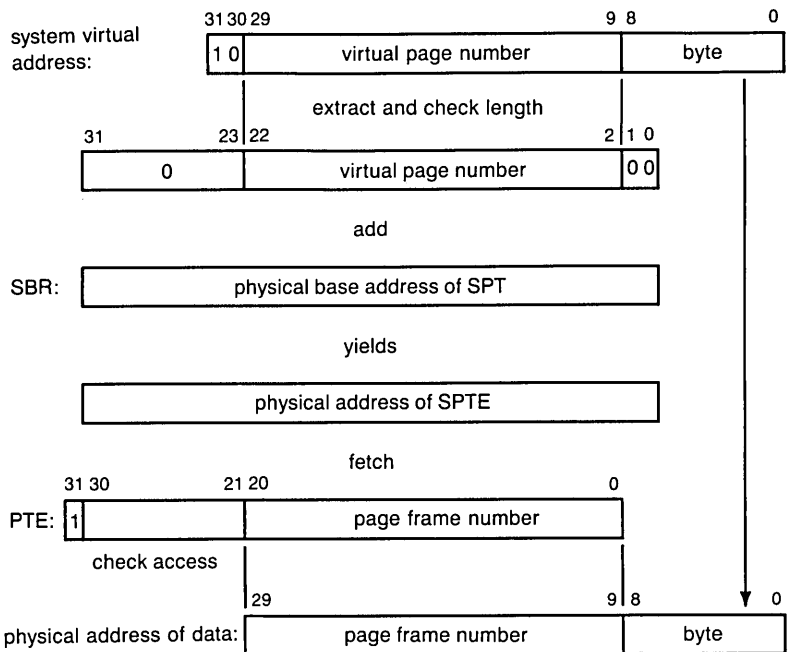 31 30 29 9 8 0
system virtual address: 1 0 virtual page number byte
extract and check length
31 23 22 2 1 0
0 virtual page number 0 0
add
SBR: physical base address of SPT
yields
physical address of SPTE
fetch
31 30 21 20 0
PTE: 1 page frame number
check access
29 9 8 0
physical address of data: page frame number byte